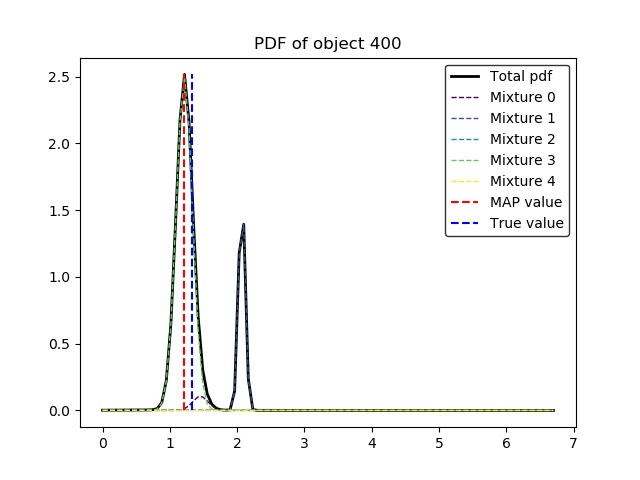 PDF of object 400
Total pdf
Mixture 0
Mixture 1
Mixture 2
Mixture 3
Mixture 4
MAP value
True value
2.5
2.0
1.5
1.0
0.5
0.0
0 1 2 3 4 5 6 7